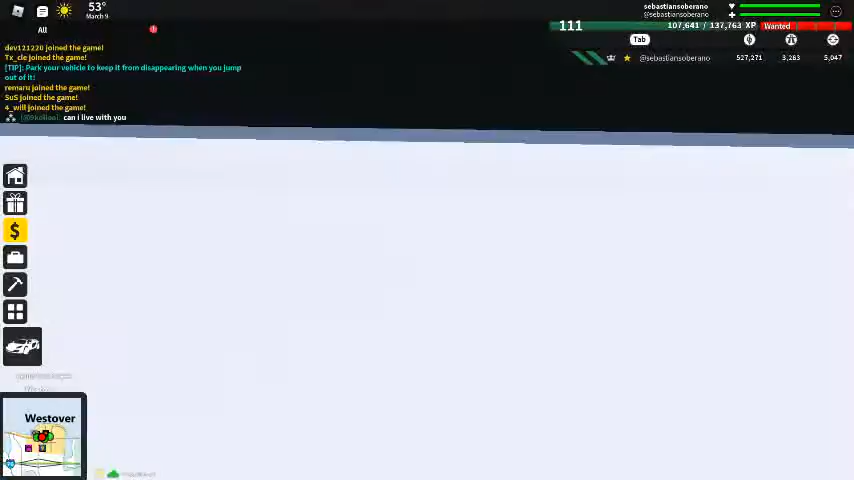 53°
March 9
sebastiansoberano
@sebastiansoberano
All
111
107,641 / 137,763 XP
Wanted
Tab
@sebastiansoberano 527,271 3,263 5,047
dev121220 joined the game!
Tx_cle joined the game!
[TIP]: Park your vehicle to keep it from disappearing when you jump
out of it!
remaru joined the game!
SuS joined the game!
4_will joined the game!
can i live with you
$
Westover